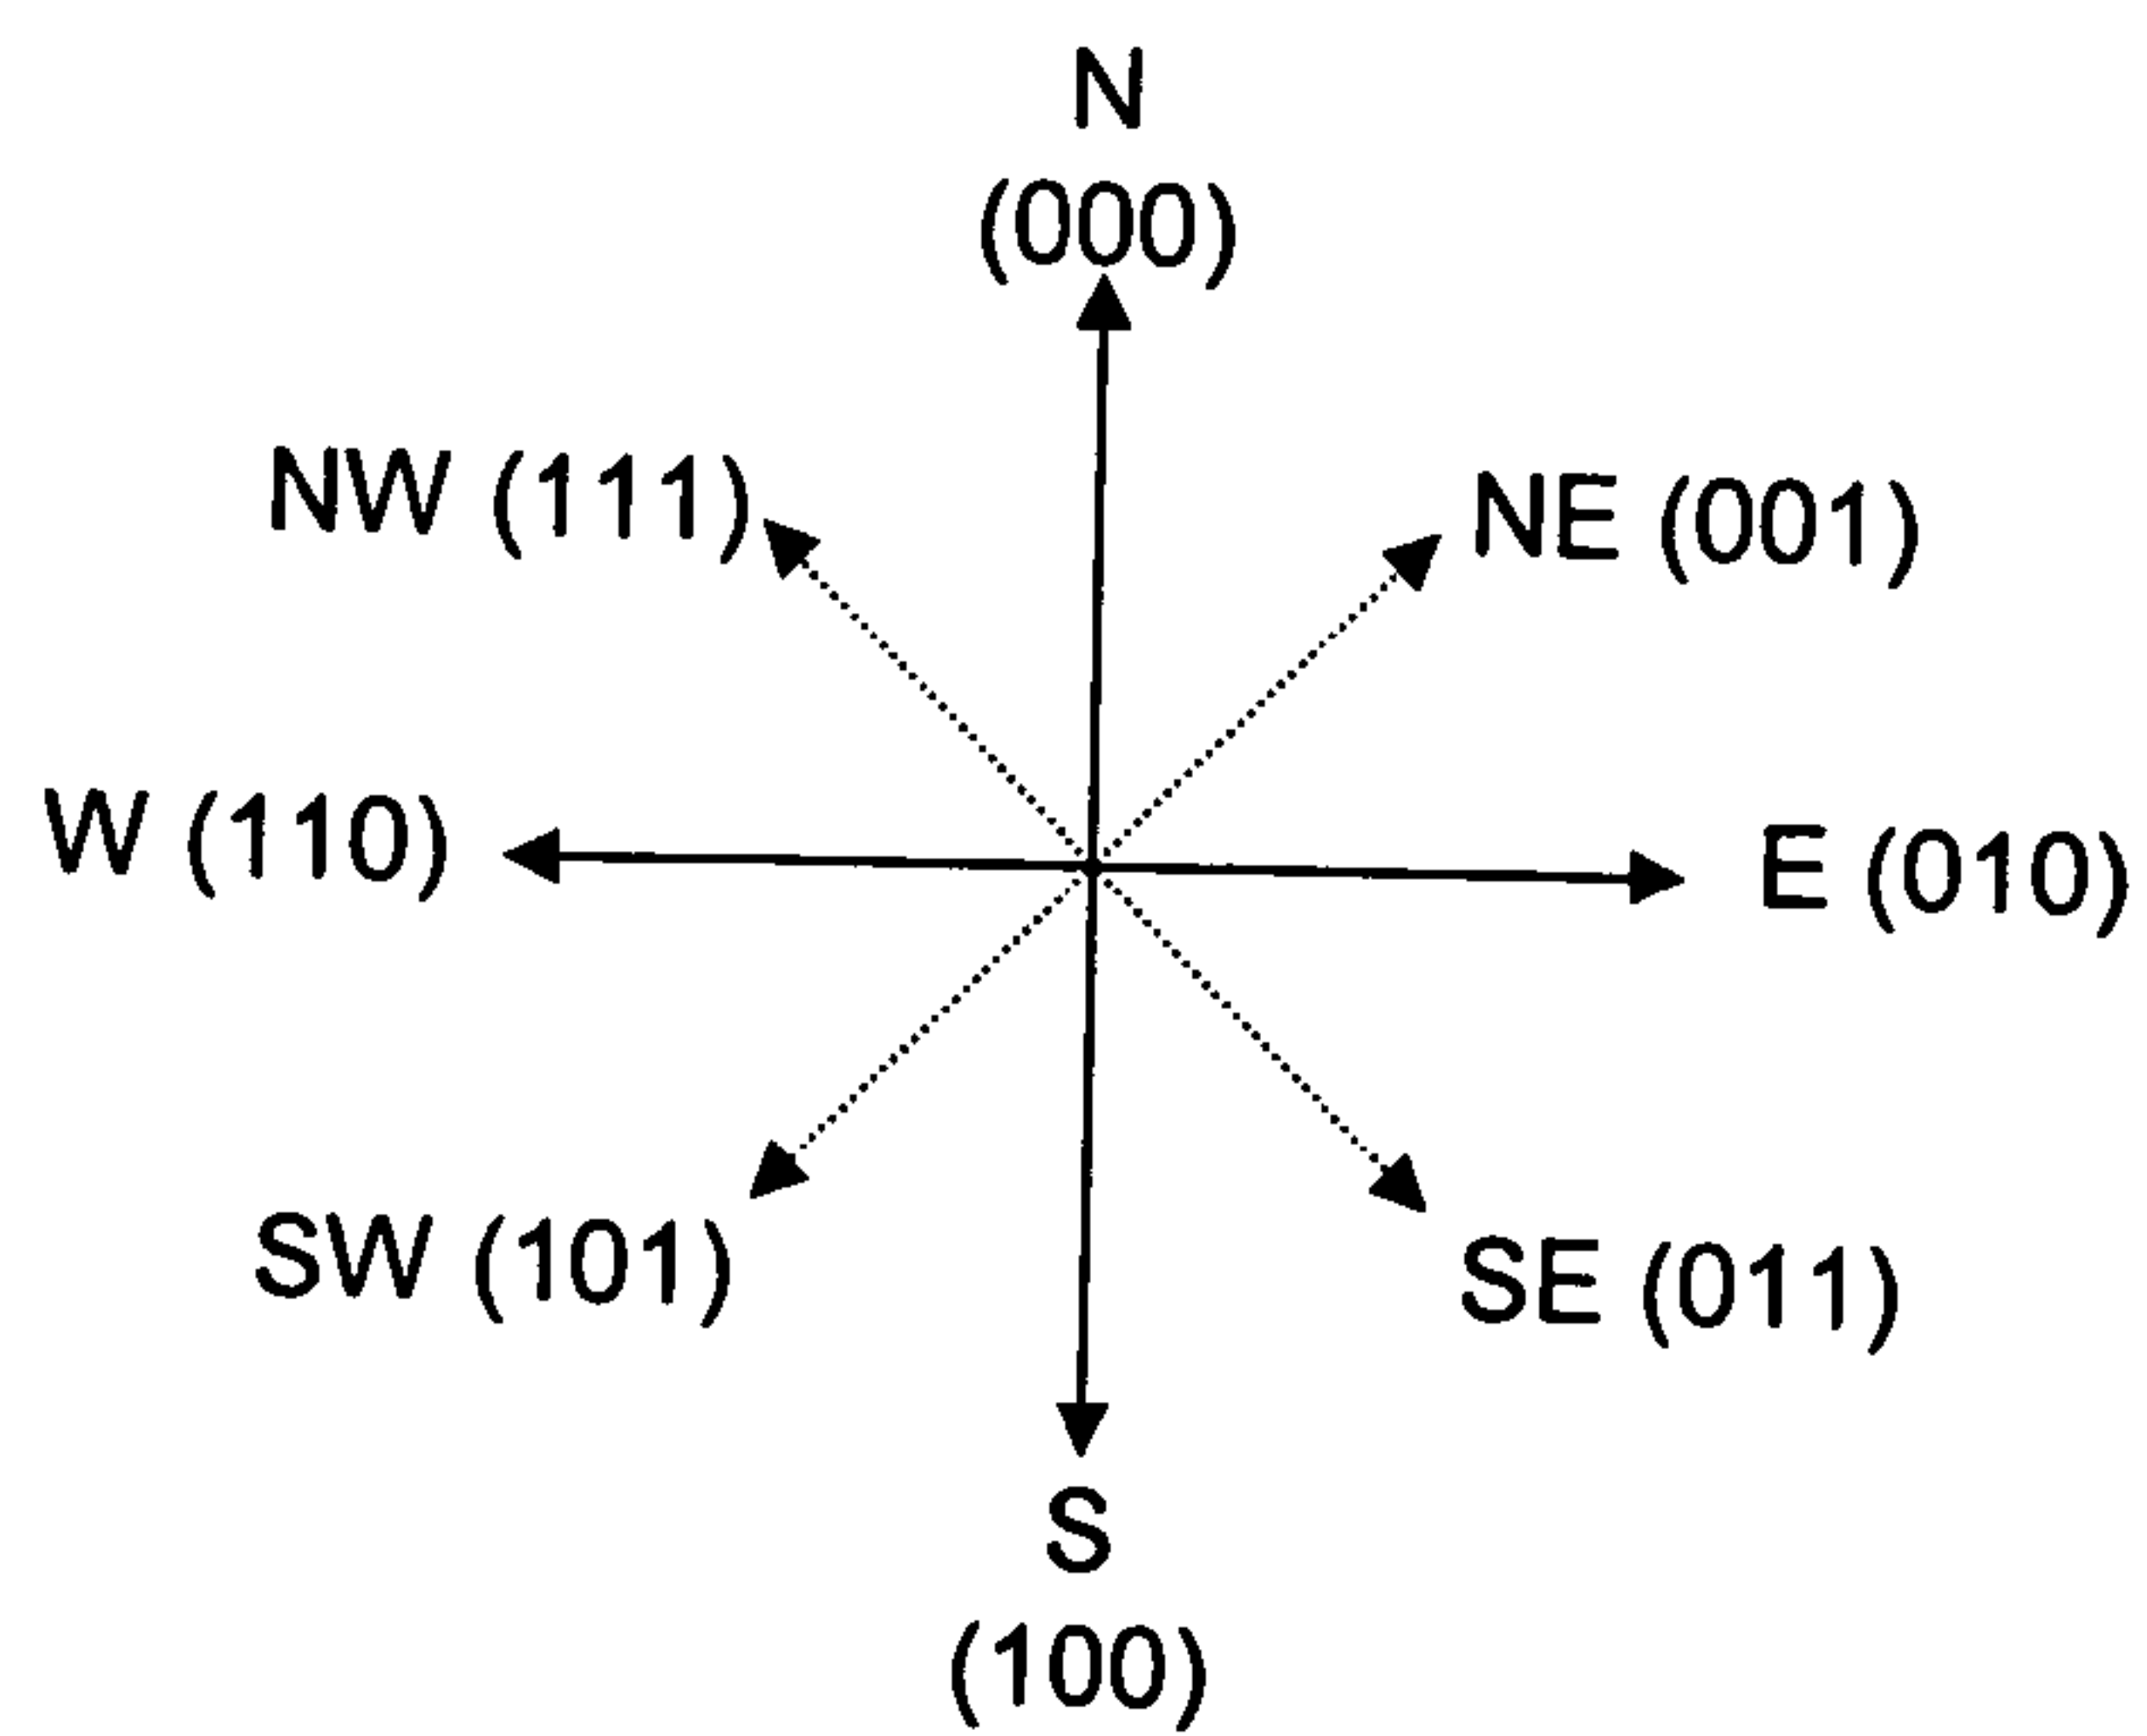 N
(000)
NW (111)
NE (001)
W (110)
E (010)
SW (101)
SE (011)
S
(100)